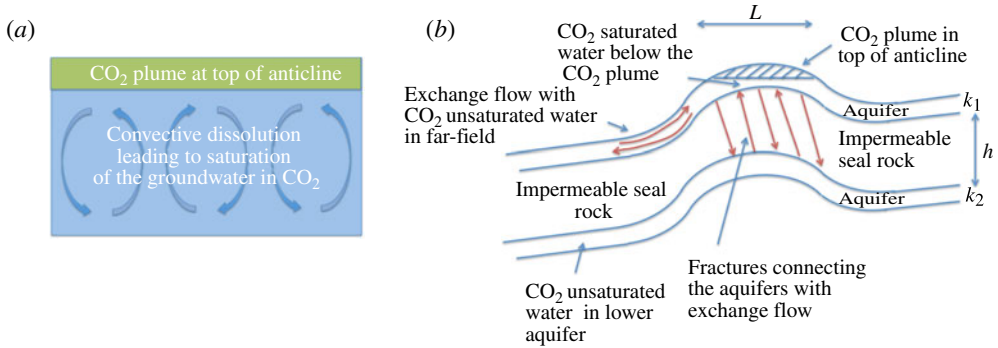 (a)
CO2 plume at top of anticline
Convective dissolution
leading to saturation
of the groundwater in CO2
(b)
L
CO2 saturated
water below the
CO2 plume
CO2 plume in
top of anticline
Exchange flow with
CO2 unsaturated water
in far-field
Aquifer
k1
Impermeable
seal rock
h
Impermeable seal
rock
Aquifer
k2
CO2 unsaturated
water in lower
aquifer
Fractures connecting
the aquifers with
exchange flow